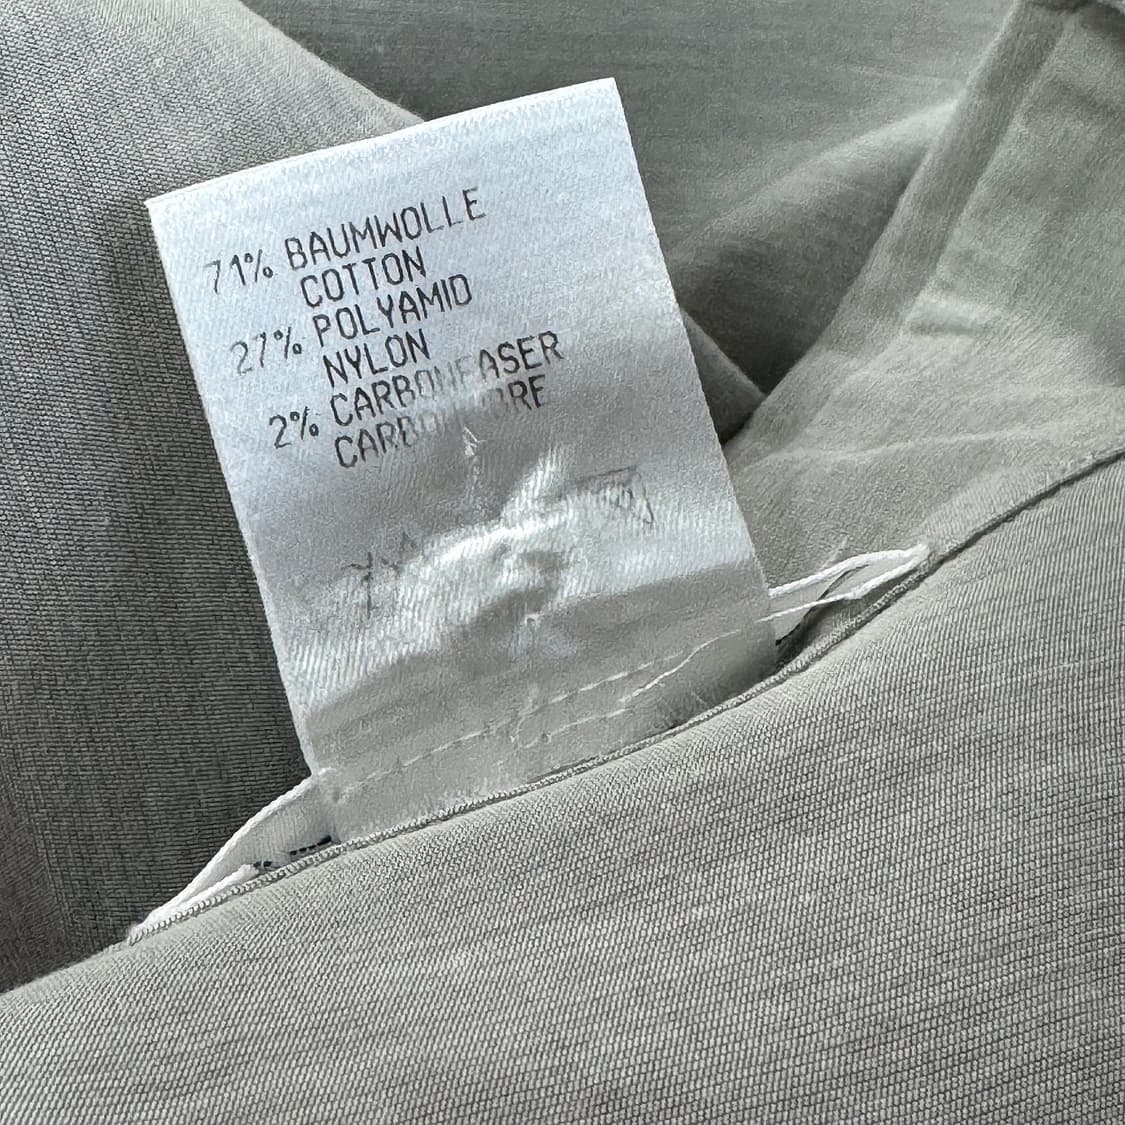 71% BAUMWOLLE
COTTON
27% POLYAMID
NYLON
2% CARBONFASER